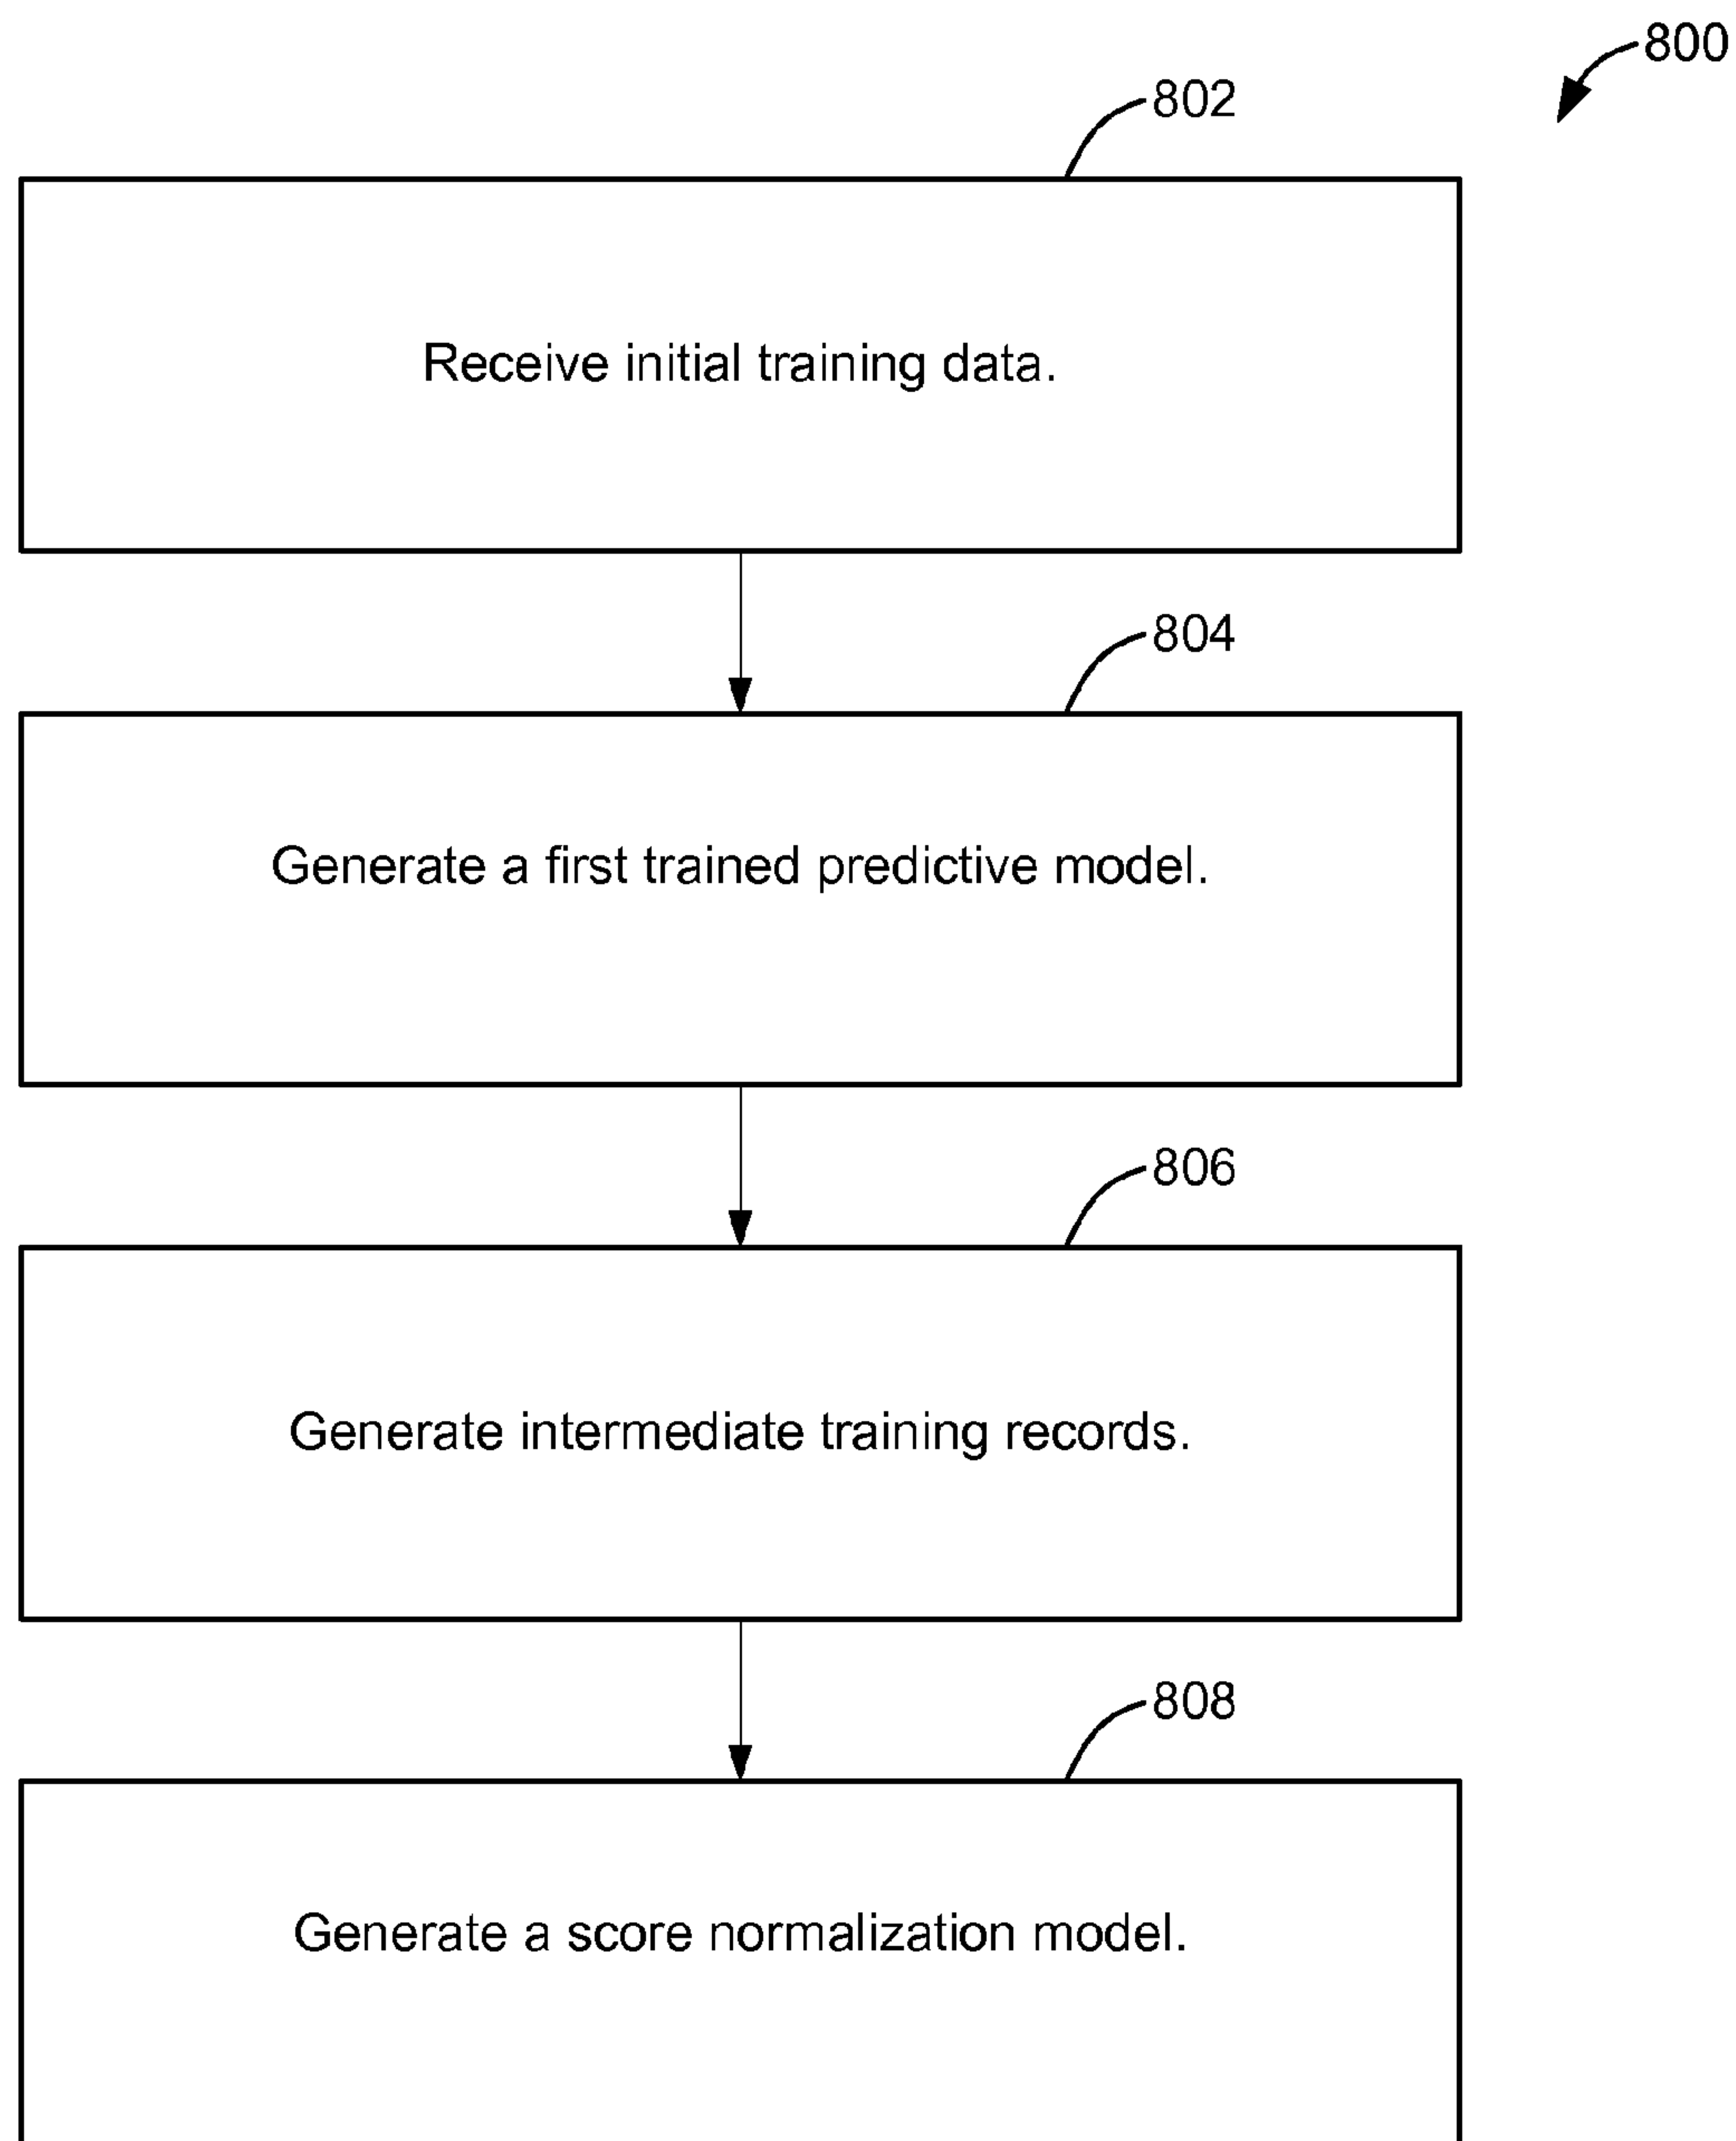 800
802
Receive initial training data.
804
Generate a first trained predictive model.
806
Generate intermediate training records.
808
Generate a score normalization model.